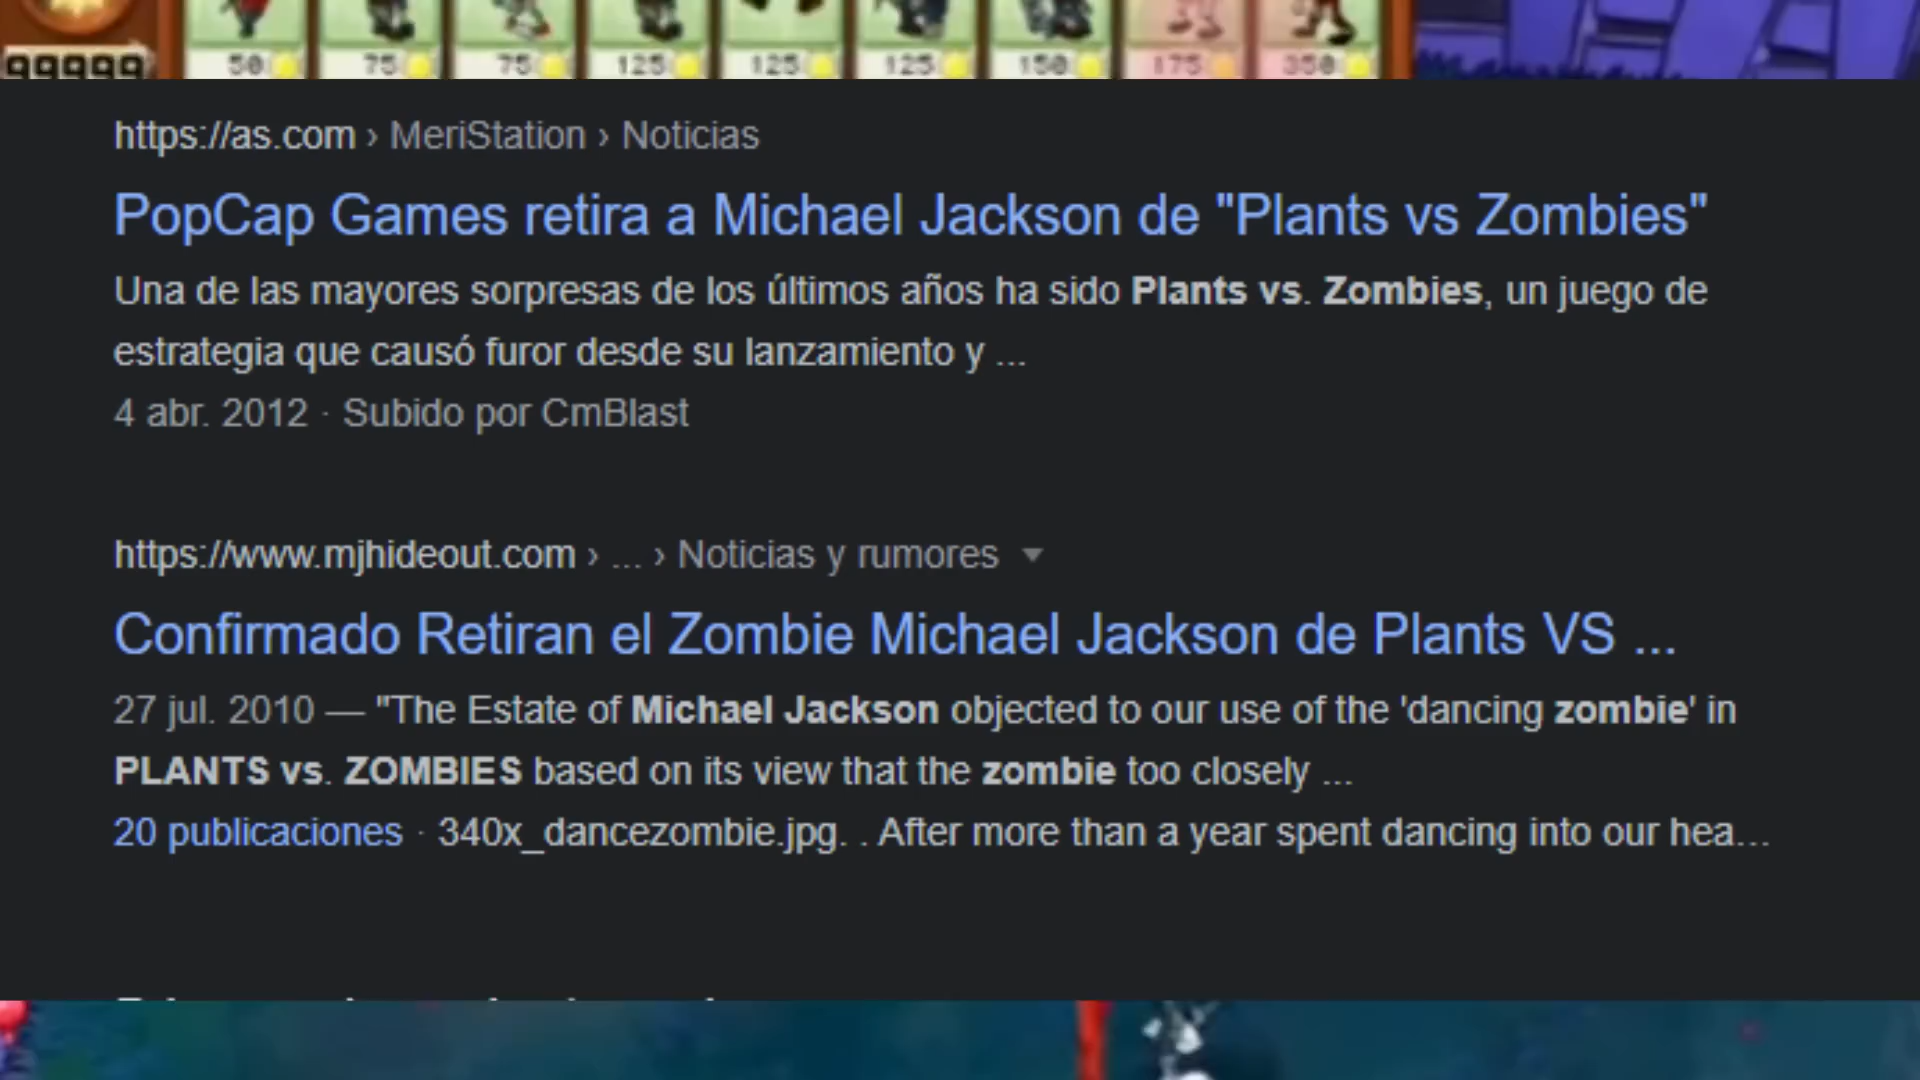 99999 50 75 75 125 125 125 150 175 350
https://as.com › MeriStation › Noticias
PopCap Games retira a Michael Jackson de "Plants vs Zombies"
Una de las mayores sorpresas de los últimos años ha sido Plants vs. Zombies, un juego de
estrategia que causó furor desde su lanzamiento y ...
4 abr. 2012 · Subido por CmBlast
https://www.mjhideout.com › ... › Noticias y rumores
Confirmado Retiran el Zombie Michael Jackson de Plants VS ...
27 jul. 2010 — "The Estate of Michael Jackson objected to our use of the 'dancing zombie' in
PLANTS vs. ZOMBIES based on its view that the zombie too closely ...
20 publicaciones · 340x_dancezombie.jpg. . After more than a year spent dancing into our hea...